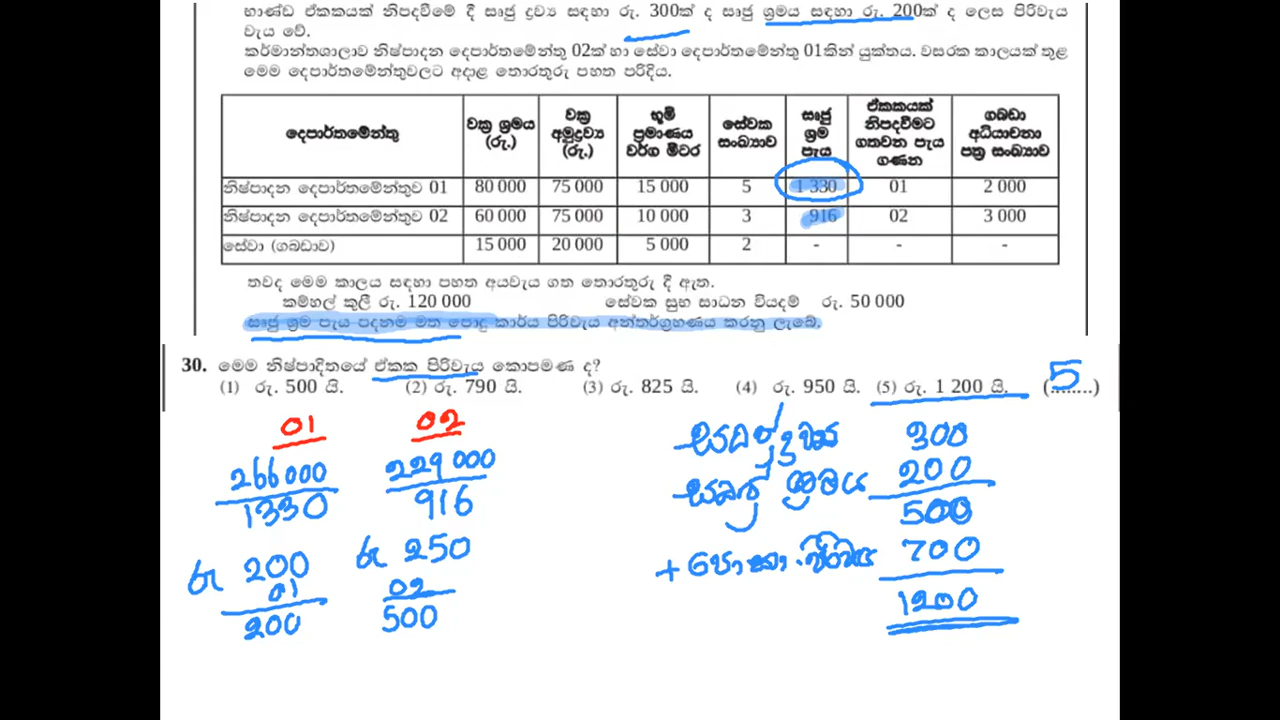 භාණ්ඩ ඒකකයක් නිපදවීමේ දී සෘජු ද්‍රව්‍ය සඳහා රු. 300ක් ද සෘජු ශ්‍රමය සඳහා රු. 200ක් ද ලෙස පිරිවැය
වැය වේ.
කර්මාන්තශාලාව නිෂ්පාදන දෙපාර්තමේන්තු 02ක් හා සේවා දෙපාර්තමේන්තු 01කින් යුක්තය. වසරක කාලයක් තුළ
මෙම දෙපාර්තමේන්තුවලට අදාළ තොරතුරු පහත පරිදිය.
දෙපාර්තමේන්තු වක්‍ර ශ්‍රමය (රු.) වක්‍ර අමුද්‍රව්‍ය (රු.) භූමි ප්‍රමාණය වර්ග මීටර සේවක සංඛ්‍යාව සෘජු ශ්‍රම පැය ඒකකයක් නිපදවීමට ගතවන පැය ගණන ගබඩා අධියාචනා පත්‍ර සංඛ්‍යාව
නිෂ්පාදන දෙපාර්තමේන්තුව 01 80 000 75 000 15 000 5 1 330 01 2 000
නිෂ්පාදන දෙපාර්තමේන්තුව 02 60 000 75 000 10 000 3 916 02 3 000
සේවා (ගබඩාව) 15 000 20 000 5 000 2 - - -
තවද මෙම කාලය සඳහා පහත අයවැය ගත තොරතුරු දී ඇත.
කම්හල් කුලී රු. 120 000 සේවක සුභ සාධන වියදම් රු. 50 000
සෘජු ශ්‍රම පැය පදනම මත පොදු කාර්ය පිරිවැය අන්තර්ග්‍රහණය කරනු ලැබේ.
30. මෙම නිෂ්පාදිතයේ ඒකක පිරිවැය කොපමණ ද?
(1) රු. 500 යි. (2) රු. 790 යි. (3) රු. 825 යි. (4) රු. 950 යි. (5) රු. 1 200 යි. (........) 5
01 02
266000 229000
1330 916
රු 200 රු 250
01 02
200 500
සෘජු ද්‍රව්‍ය 300
සෘජු ශ්‍රමය 200
500
+ පොකා.පිරිවැය 700
1200